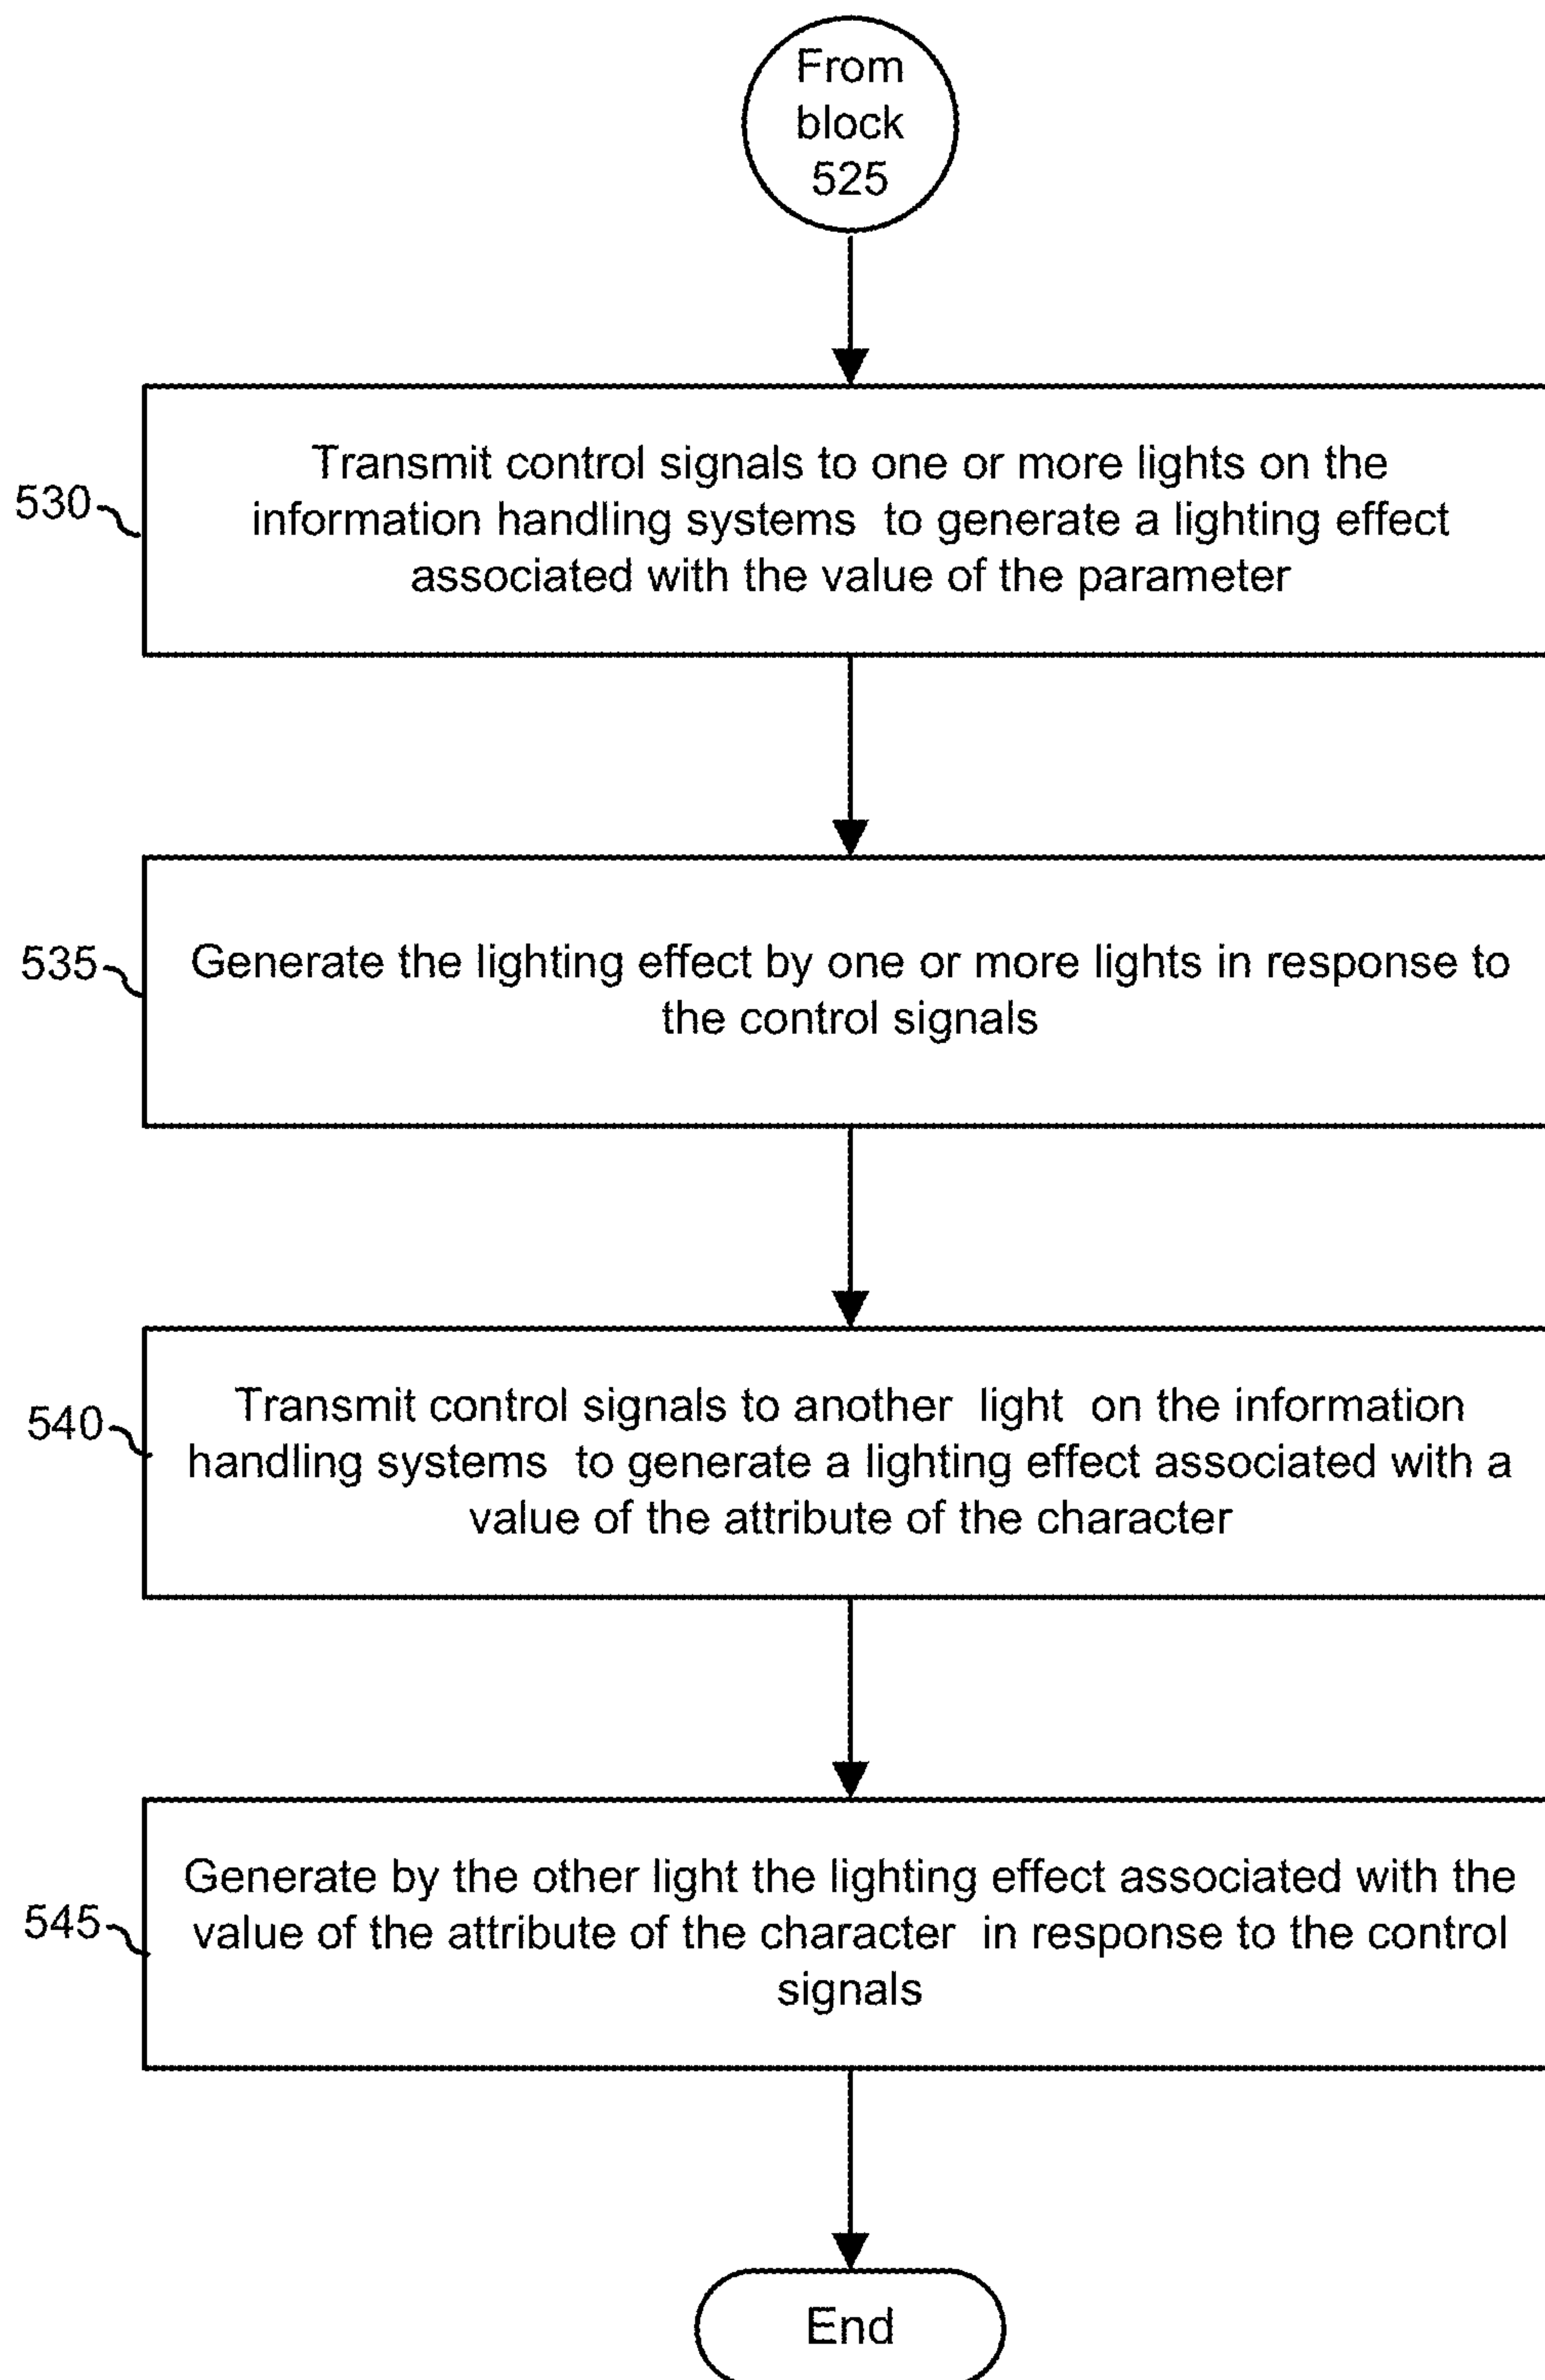 From
block
525
530
Transmit control signals to one or more lights on the
information handling systems to generate a lighting effect
associated with the value of the parameter
535
Generate the lighting effect by one or more lights in response to
the control signals
540
Transmit control signals to another light on the information
handling systems to generate a lighting effect associated with a
value of the attribute of the character
545
Generate by the other light the lighting effect associated with the
value of the attribute of the character in response to the control
signals
End